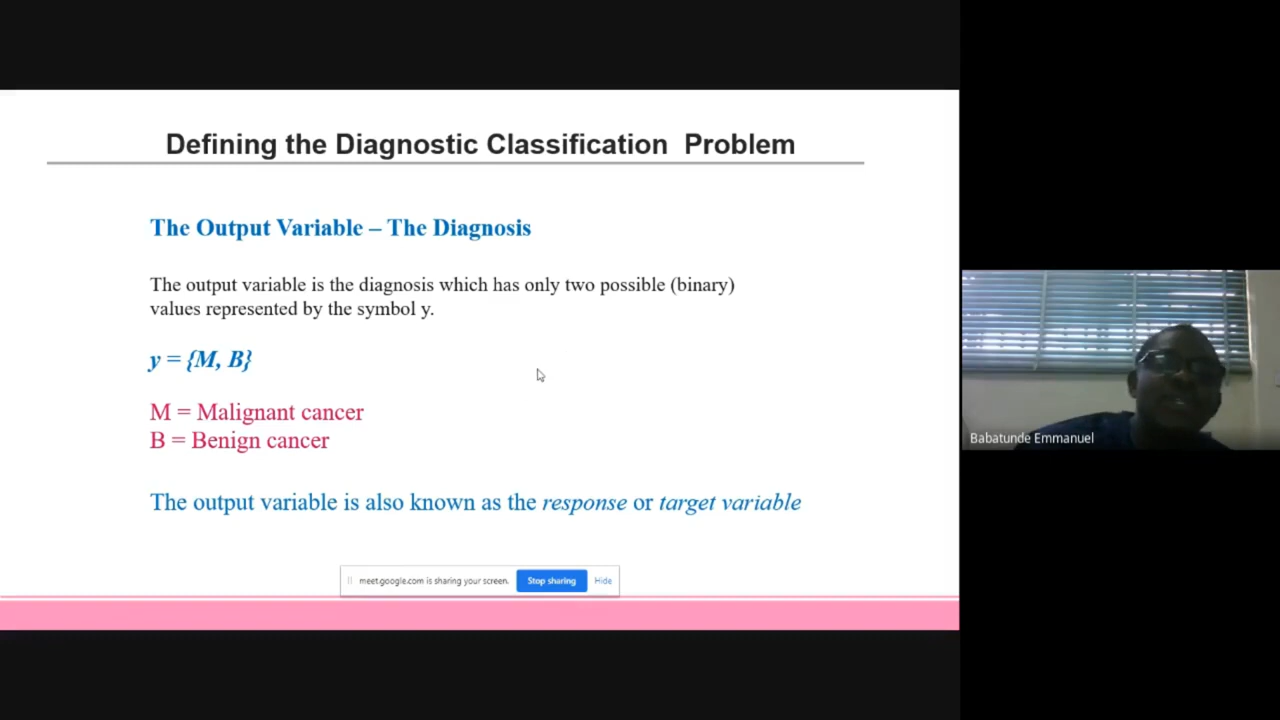 Defining the Diagnostic Classification Problem
The Output Variable – The Diagnosis
The output variable is the diagnosis which has only two possible (binary)
values represented by the symbol y.
y = {M, B}
M = Malignant cancer
B = Benign cancer
The output variable is also known as the response or target variable
meet.google.com is sharing your screen. Stop sharing Hide
Babatunde Emmanuel